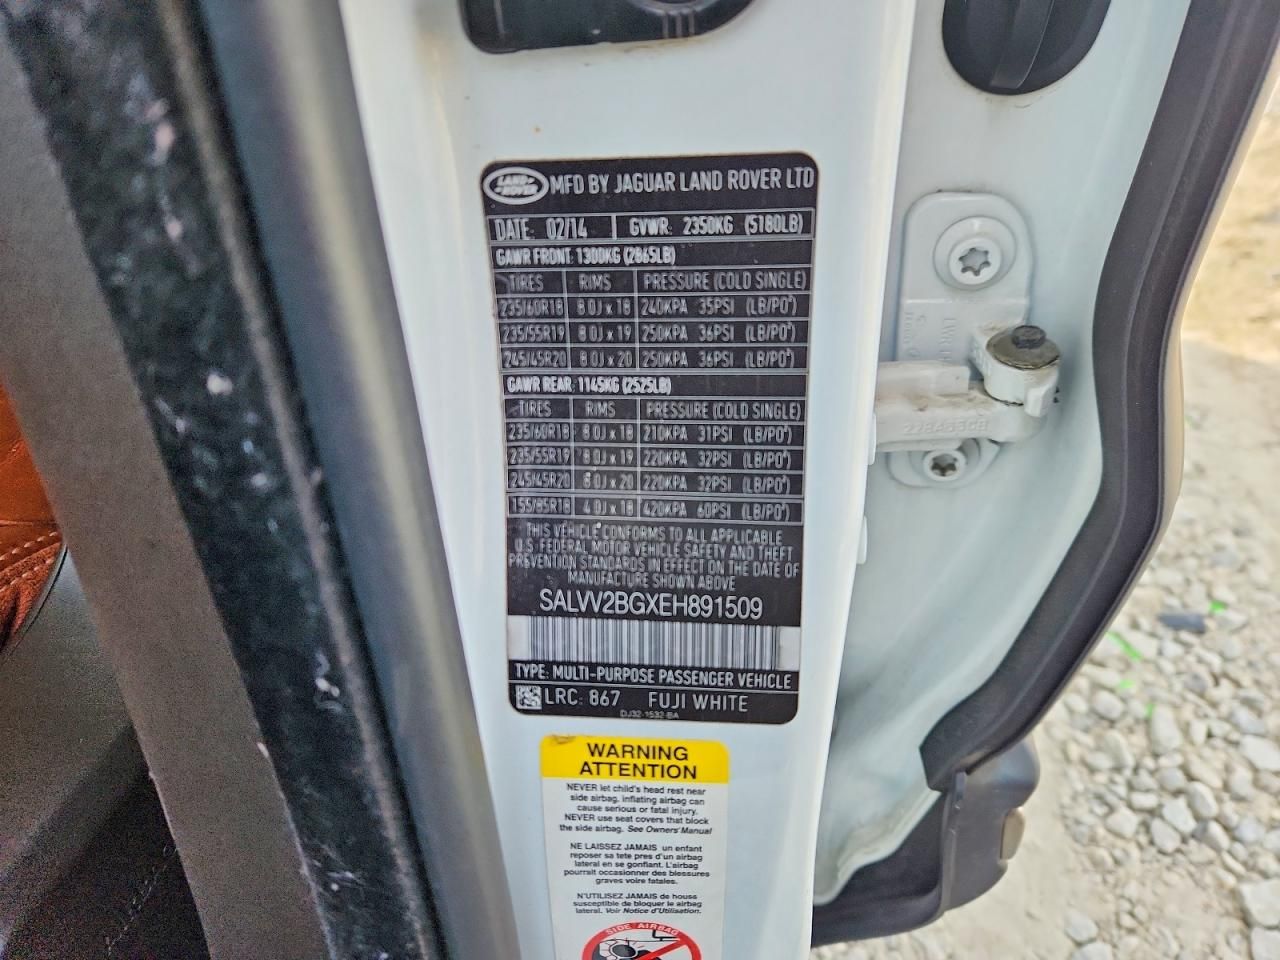 LAND ROVER MFD BY JAGUAR LAND ROVER LTD
DATE: 02/14 GVWR: 2350KG (5180LB)
GAWR FRONT: 1300KG (2865LB)
TIRES RIMS PRESSURE (COLD SINGLE)
235/60R18 8.0J x 18 240KPA 35PSI (LB/PO²)
235/55R19 8.0J x 19 250KPA 36PSI (LB/PO²)
245/45R20 8.0J x 20 250KPA 36PSI (LB/PO²)
GAWR REAR: 1145KG (2525LB)
TIRES RIMS PRESSURE (COLD SINGLE)
235/60R18 8.0J x 18 210KPA 31PSI (LB/PO²)
235/55R19 8.0J x 19 220KPA 32PSI (LB/PO²)
245/45R20 8.0J x 20 220KPA 32PSI (LB/PO²)
155/85R18 4.0J x 18 420KPA 60PSI (LB/PO²)
THIS VEHICLE CONFORMS TO ALL APPLICABLE
U.S. FEDERAL MOTOR VEHICLE SAFETY AND THEFT
PREVENTION STANDARDS IN EFFECT ON THE DATE OF
MANUFACTURE SHOWN ABOVE
SALVV2BGXEH891509
TYPE: MULTI-PURPOSE PASSENGER VEHICLE
LRC: 867 FUJI WHITE
DJ32-1532-BA
WARNING
ATTENTION
NEVER let child's head rest near
side airbag, inflating airbag can
cause serious or fatal injury.
NEVER use seat covers that block
the side airbag. See Owners' Manual
NE LAISSEZ JAMAIS un enfant
reposer sa tete pres d'un airbag
lateral en se gonflant. L'airbag
pourrait occasionner des blessures
graves voire fatales.
N'UTILISEZ JAMAIS de housse
susceptible de bloquer le airbag
lateral. Voir Notice d'Utilisation.
SIDE AIRBAG